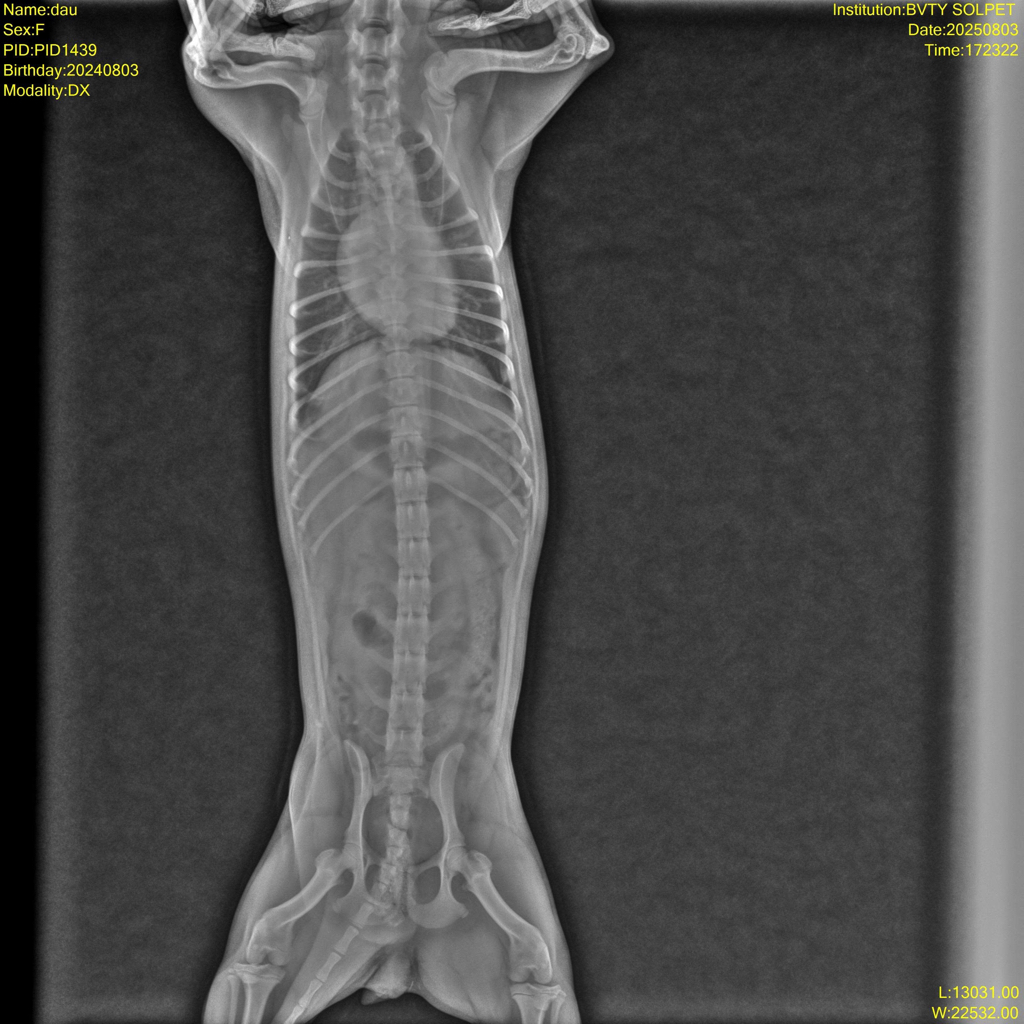 Name:dau
Sex:F
PID:PID1439
Birthday:20240803
Modality:DX
Institution:BVTY SOLPET
Date:20250803
Time:172322
L:13031.00
W:22532.00